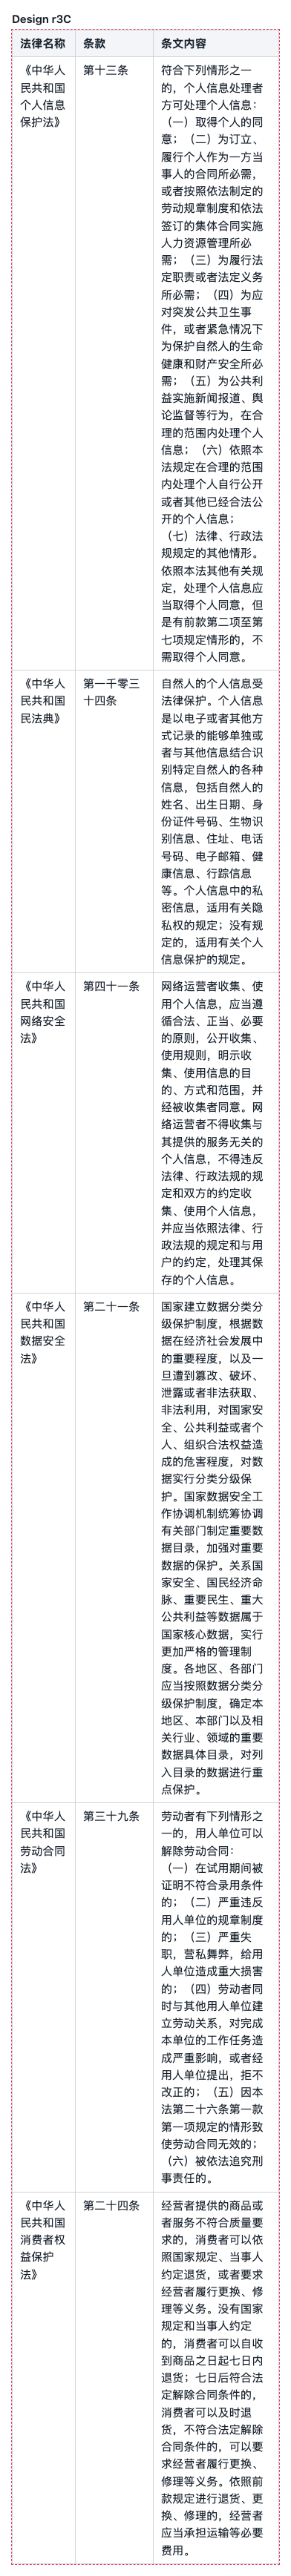 Design r3C
法律名称 条款 条文内容
《中华人 第十三条 符合下列情形之一
民共和国 的，个人信息处理者
个人信息 方可处理个人信息：
保护法》 （一）取得个人的同
意；（二）为订立、
履行个人作为一方当
事人的合同所必需，
或者按照依法制定的
劳动规章制度和依法
签订的集体合同实施
人力资源管理所必
需；（三）为履行法
定职责或者法定义务
所必需；（四）为应
对突发公共卫生事
件，或者紧急情况下
为保护自然人的生命
健康和财产安全所必
需；（五）为公共利
益实施新闻报道、舆
论监督等行为，在合
理的范围内处理个人
信息；（六）依照本
法规定在合理的范围
内处理个人自行公开
或者其他已经合法公
开的个人信息；
（七）法律、行政法
规规定的其他情形。
依照本法其他有关规
定，处理个人信息应
当取得个人同意，但
是有前款第二项至第
七项规定情形的，不
需取得个人同意。
《中华人 第一千零三 自然人的个人信息受
民共和国 十四条 法律保护。个人信息
民法典》 是以电子或者其他方
式记录的能够单独或
者与其他信息结合识
别特定自然人的各种
信息，包括自然人的
姓名、出生日期、身
份证件号码、生物识
别信息、住址、电话
号码、电子邮箱、健
康信息、行踪信息
等。个人信息中的私
密信息，适用有关隐
私权的规定；没有规
定的，适用有关个人
信息保护的规定。
《中华人 第四十一条 网络运营者收集、使
民共和国 用个人信息，应当遵
网络安全 循合法、正当、必要
法》 的原则，公开收集、
使用规则，明示收
集、使用信息的目
的、方式和范围，并
经被收集者同意。网
络运营者不得收集与
其提供的服务无关的
个人信息，不得违反
法律、行政法规的规
定和双方的约定收
集、使用个人信息，
并应当依照法律、行
政法规的规定和与用
户的约定，处理其保
存的个人信息。
《中华人 第二十一条 国家建立数据分类分
民共和国 级保护制度，根据数
数据安全 据在经济社会发展中
法》 的重要程度，以及一
旦遭到篡改、破坏、
泄露或者非法获取、
非法利用，对国家安
全、公共利益或者个
人、组织合法权益造
成的危害程度，对数
据实行分类分级保
护。国家数据安全工
作协调机制统筹协调
有关部门制定重要数
据目录，加强对重要
数据的保护。关系国
家安全、国民经济命
脉、重要民生、重大
公共利益等数据属于
国家核心数据，实行
更加严格的管理制
度。各地区、各部门
应当按照数据分类分
级保护制度，确定本
地区、本部门以及相
关行业、领域的重要
数据具体目录，对列
入目录的数据进行重
点保护。
《中华人 第三十九条 劳动者有下列情形之
民共和国 一的，用人单位可以
劳动合同 解除劳动合同：
法》 （一）在试用期间被
证明不符合录用条件
的；（二）严重违反
用人单位的规章制度
的；（三）严重失
职，营私舞弊，给用
人单位造成重大损害
的；（四）劳动者同
时与其他用人单位建
立劳动关系，对完成
本单位的工作任务造
成严重影响，或者经
用人单位提出，拒不
改正的；（五）因本
法第二十六条第一款
第一项规定的情形致
使劳动合同无效的；
（六）被依法追究刑
事责任的。
《中华人 第二十四条 经营者提供的商品或
民共和国 者服务不符合质量要
消费者权 求的，消费者可以依
益保护 照国家规定、当事人
法》 约定退货，或者要求
经营者履行更换、修
理等义务。没有国家
规定和当事人约定
的，消费者可以自收
到商品之日起七日内
退货；七日后符合法
定解除合同条件的，
消费者可以及时退
货，不符合法定解除
合同条件的，可以要
求经营者履行更换、
修理等义务。依照前
款规定进行退货、更
换、修理的，经营者
应当承担运输等必要
费用。